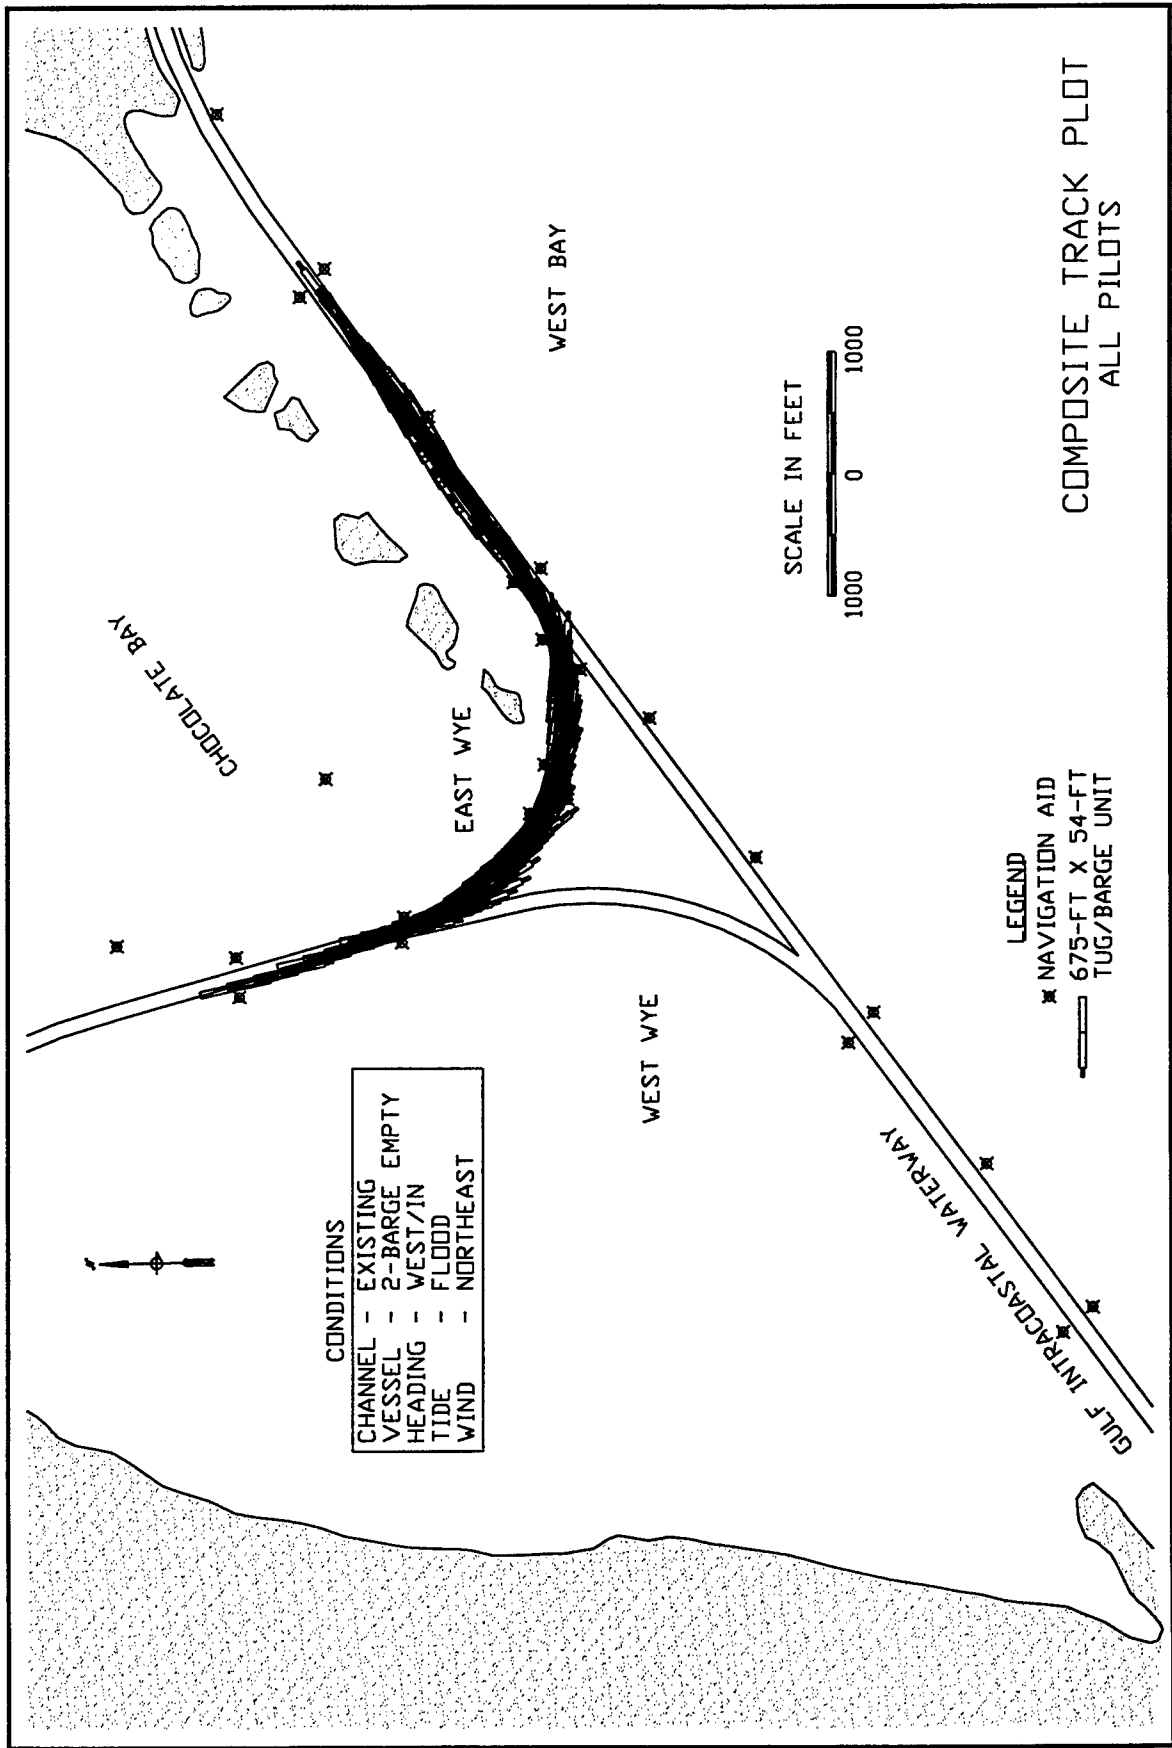 CHOCOLATE BAY
EAST WYE
WEST BAY
WEST WYE
GULF INTRACOASTAL WATERWAY
CONDITIONS
CHANNEL - EXISTING
VESSEL - 2-BARGE EMPTY
HEADING - WEST/IN
TIDE - FLOOD
WIND - NORTHEAST
SCALE IN FEET
1000 0 1000
LEGEND
NAVIGATION AID
675-FT X 54-FT
TUG/BARGE UNIT
COMPOSITE TRACK PLOT
ALL PILOTS